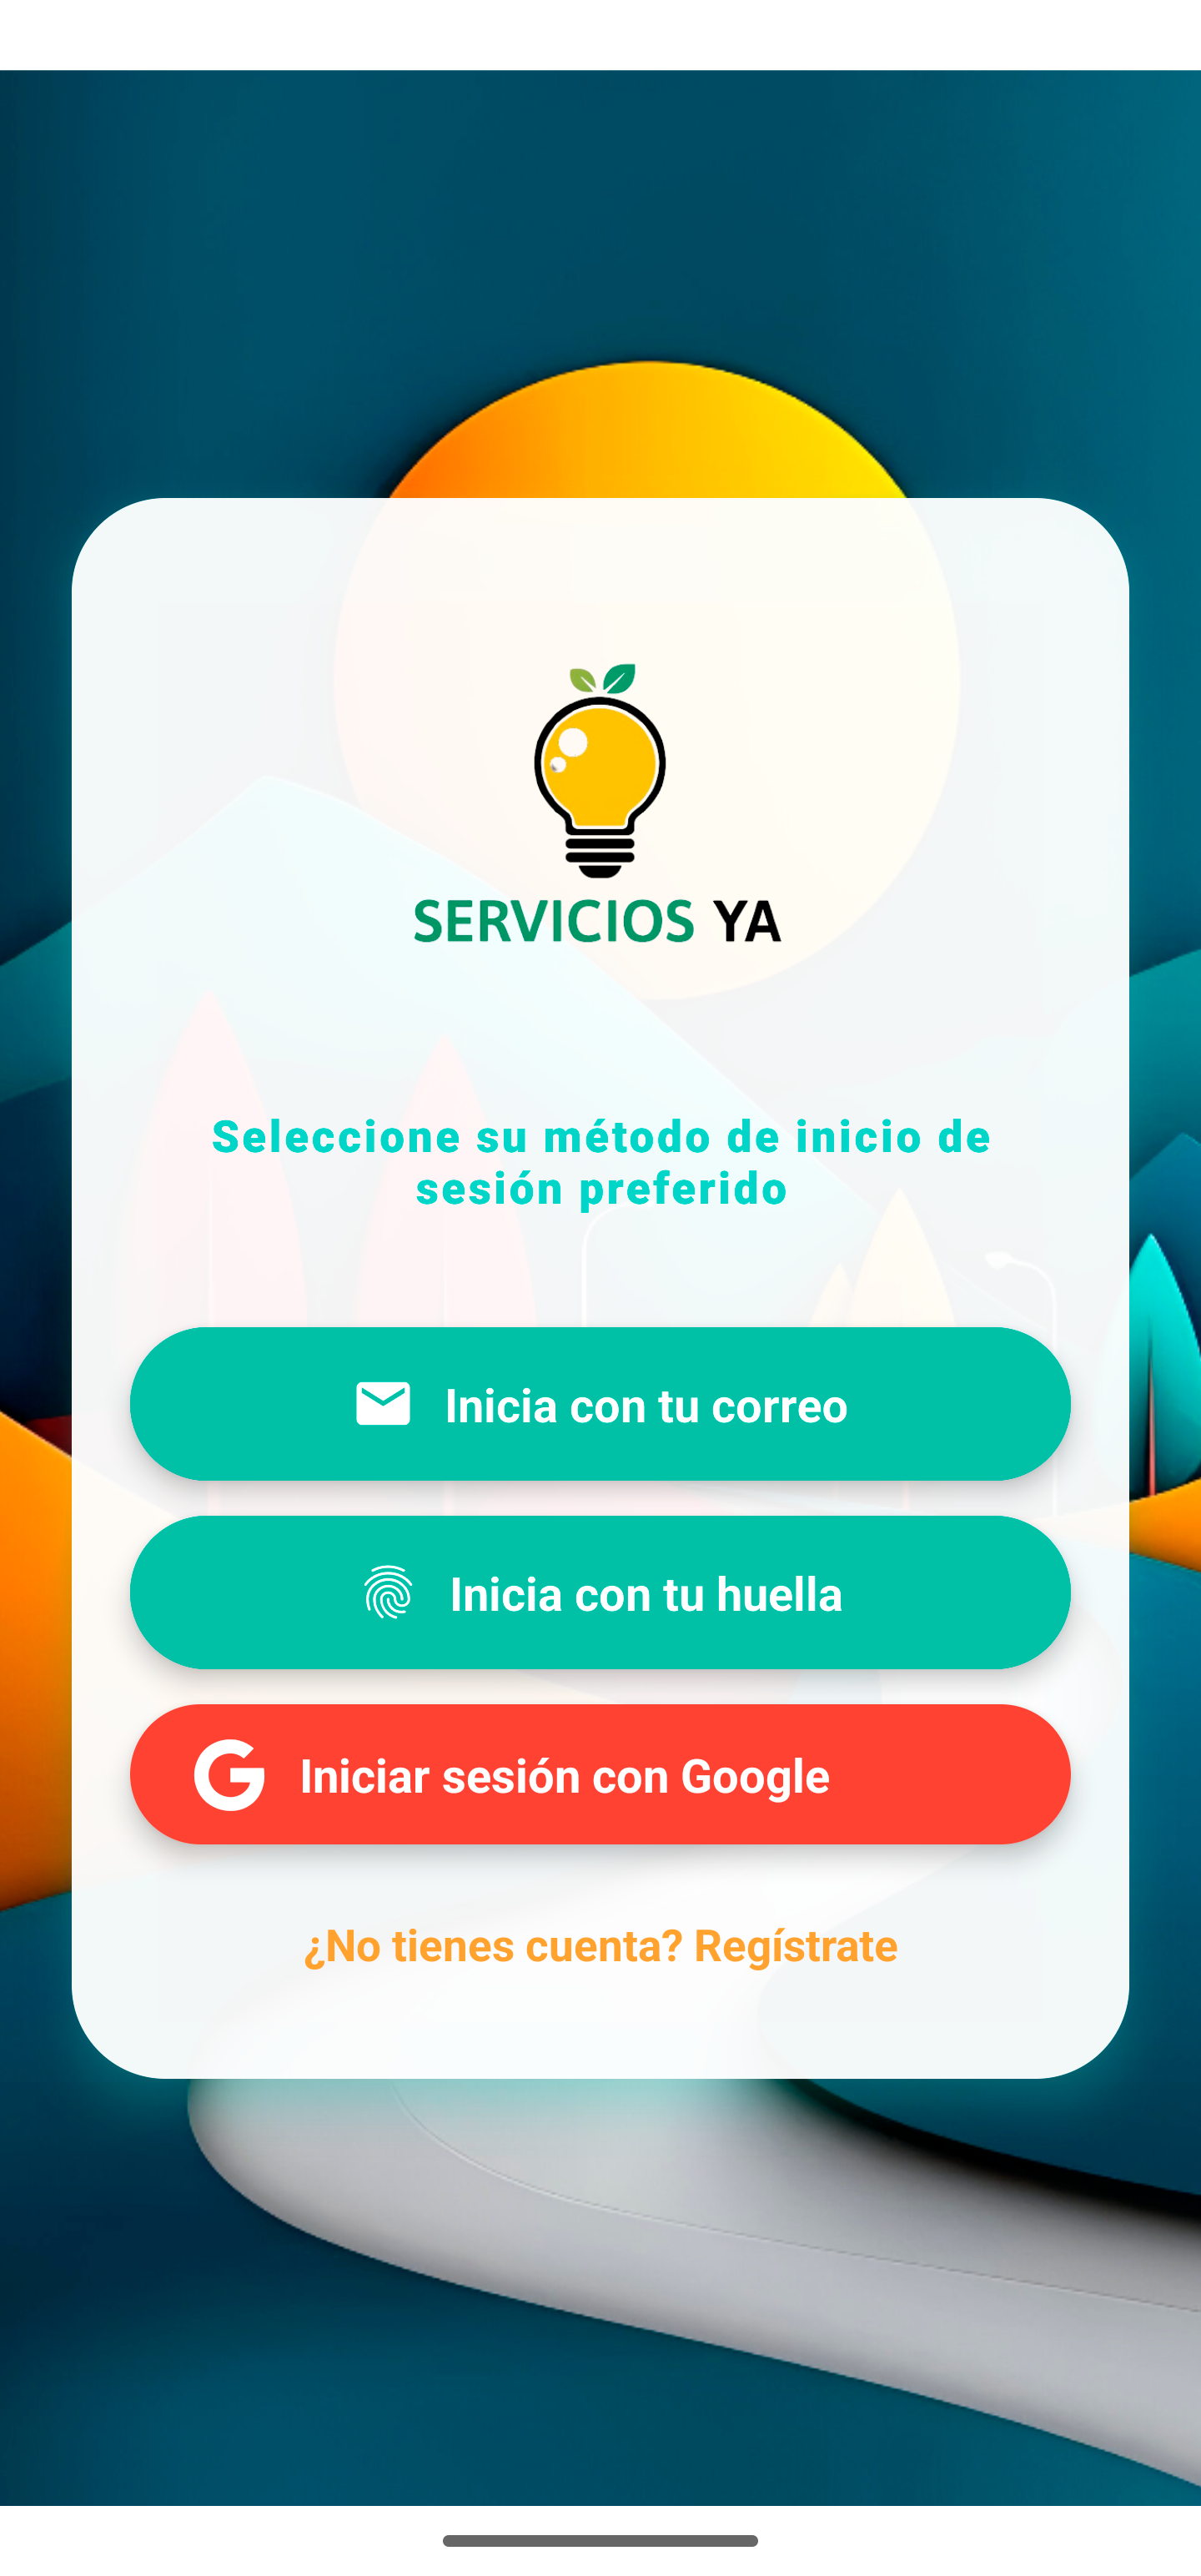 SERVICIOS YA
Seleccione su método de inicio de
sesión preferido
Inicia con tu correo
Inicia con tu huella
Iniciar sesión con Google
¿No tienes cuenta? Regístrate